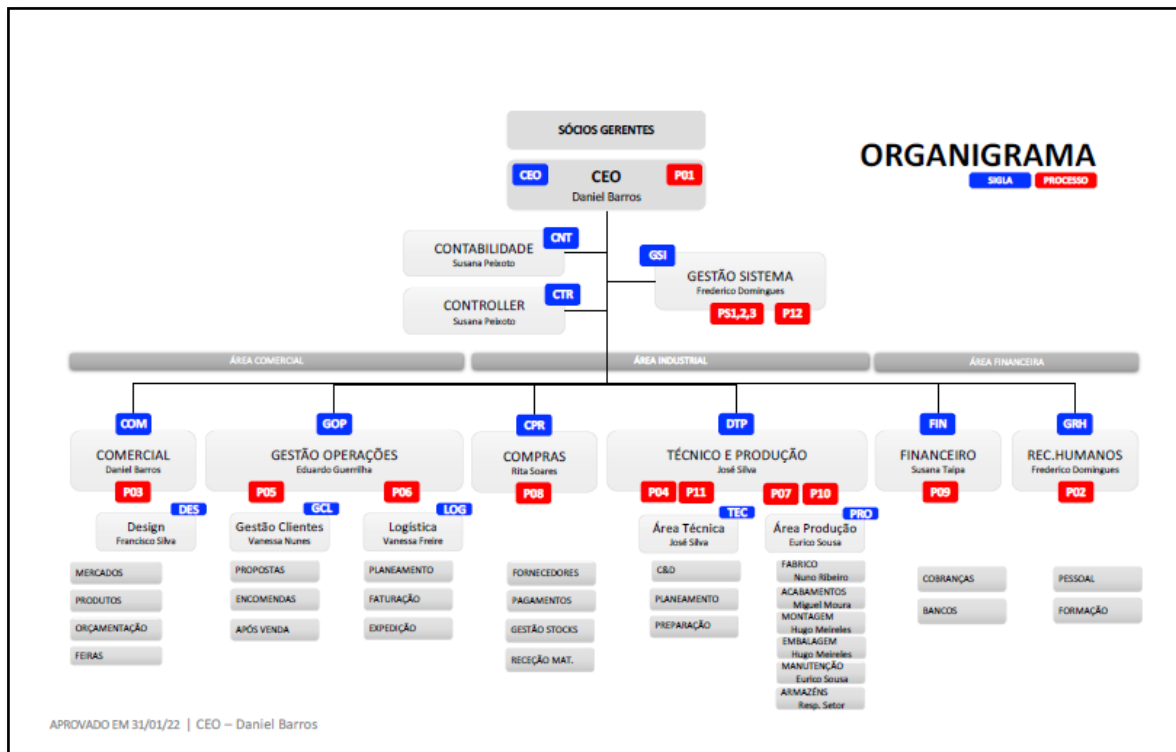 SÓCIOS GERENTES
ORGANIGRAMA
SIGLA PROCESSO
CEO CEO P01
Daniel Barros
CNT
CONTABILIDADE
Susana Peixoto
GSI
GESTÃO SISTEMA
Frederico Domingues
PS1,2,3 P12
CTR
CONTROLLER
Susana Peixoto
ÁREA COMERCIAL ÁREA INDUSTRIAL ÁREA FINANCEIRA
COM GOP CPR DTP FIN GRH
COMERCIAL
Daniel Barros
P03
GESTÃO OPERAÇÕES
Eduardo Guerrilha
P05 P06
COMPRAS
Rita Soares
P08
TÉCNICO E PRODUÇÃO
José Silva
P04 P11 P07 P10
FINANCEIRO
Susana Taipa
P09
REC.HUMANOS
Frederico Domingues
P02
DES
Design
Francisco Silva
GCL
Gestão Clientes
Vanessa Nunes
LOG
Logística
Vanessa Freire
TEC
Área Técnica
José Silva
PRO
Área Produção
Eurico Sousa
MERCADOS
PRODUTOS
ORÇAMENTAÇÃO
FEIRAS
PROPOSTAS
ENCOMENDAS
APÓS VENDA
PLANEAMENTO
FATURAÇÃO
EXPEDIÇÃO
FORNECEDORES
PAGAMENTOS
GESTÃO STOCKS
RECEÇÃO MAT.
C&D
PLANEAMENTO
PREPARAÇÃO
FABRICO
Nuno Ribeiro
ACABAMENTOS
Miguel Moura
MONTAGEM
Hugo Meireles
EMBALAGEM
Hugo Meireles
MANUTENÇÃO
Eurico Sousa
ARMAZÉNS
Resp. Setor
COBRANÇAS
BANCOS
PESSOAL
FORMAÇÃO
APROVADO EM 31/01/22 | CEO – Daniel Barros